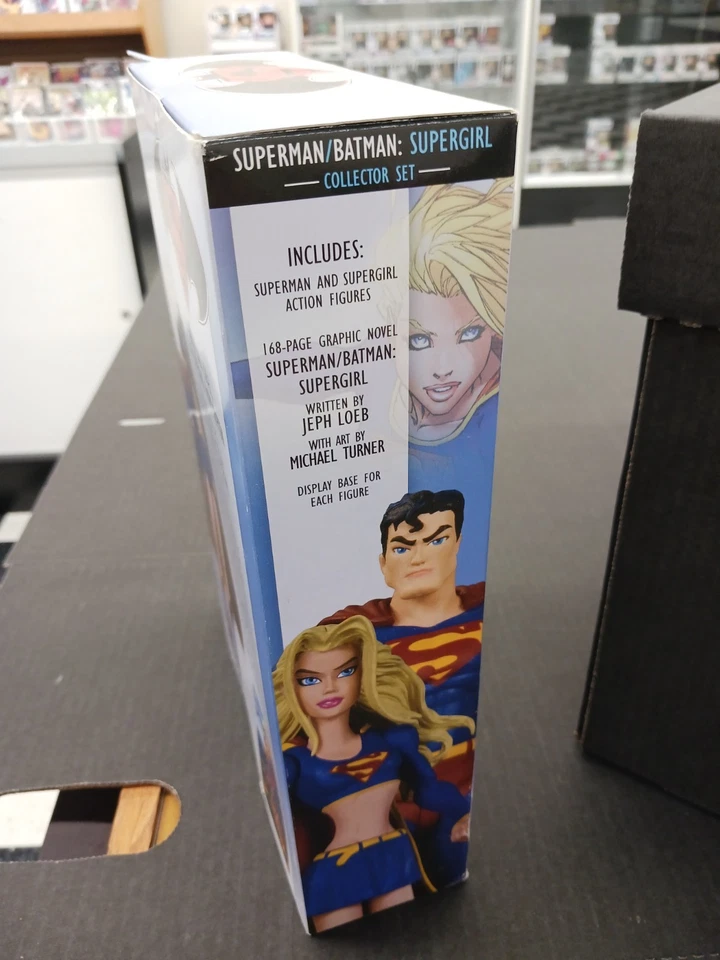 SUPERMAN/BATMAN: SUPERGIRL
COLLECTOR SET
INCLUDES:
SUPERMAN AND SUPERGIRL
ACTION FIGURES
168-PAGE GRAPHIC NOVEL
SUPERMAN/BATMAN:
SUPERGIRL
WRITTEN BY
JEPH LOEB
WITH ART BY
MICHAEL TURNER
DISPLAY BASE FOR
EACH FIGURE